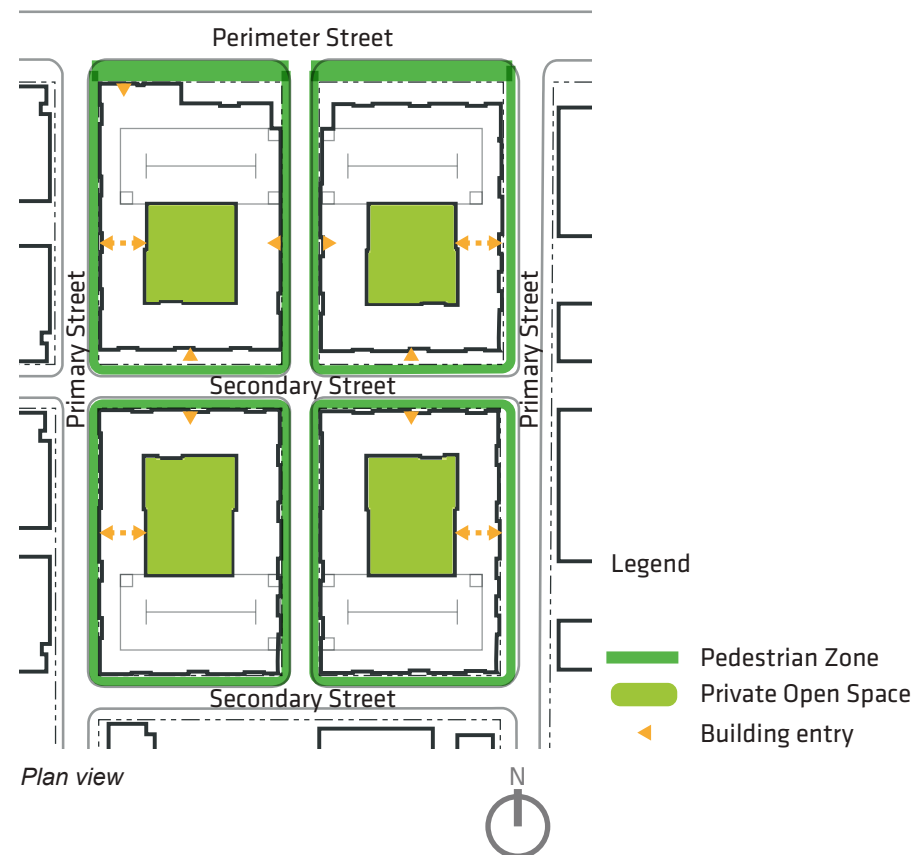 Perimeter Street
Primary Street
Primary Street
Secondary Street
Legend
Pedestrian Zone
Private Open Space
Building entry
Secondary Street
Plan view
N